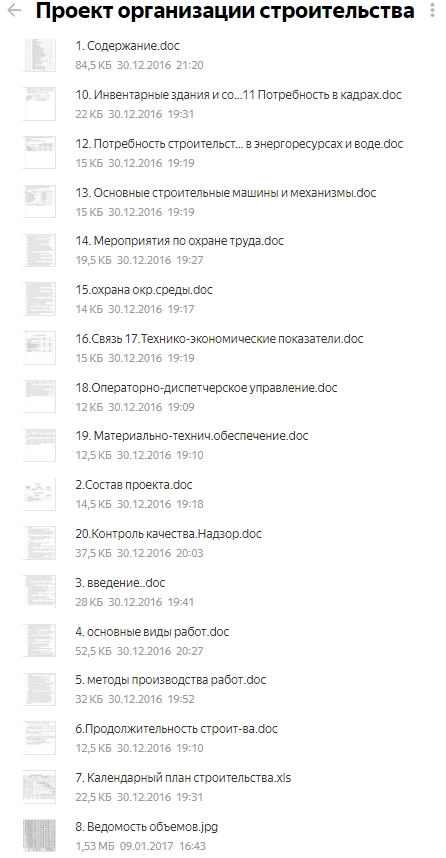 Проект организации строительства
1. Содержание.doc
84,5 КБ 30.12.2016 21:20
10. Инвентарные здания и со...11 Потребность в кадрах.doc
22 КБ 30.12.2016 19:31
12. Потребность строительст... в энергоресурсах и воде.doc
15 КБ 30.12.2016 19:19
13. Основные строительные машины и механизмы.doc
15 КБ 30.12.2016 19:19
14. Мероприятия по охране труда.doc
19,5 КБ 30.12.2016 19:27
15.охрана окр.среды.doc
14 КБ 30.12.2016 19:17
16.Связь 17.Технико-экономические показатели.doc
15 КБ 30.12.2016 19:19
18.Операторно-диспетчерское управление.doc
12 КБ 30.12.2016 19:09
19. Материально-технич.обеспечение.doc
12,5 КБ 30.12.2016 19:10
2.Состав проекта.doc
14,5 КБ 30.12.2016 19:18
20.Контроль качества.Надзор.doc
37,5 КБ 30.12.2016 20:03
3. введение..doc
28 КБ 30.12.2016 19:41
4. основные виды работ.doc
52,5 КБ 30.12.2016 20:27
5. методы производства работ.doc
32 КБ 30.12.2016 19:52
6.Продолжительность строит-ва.doc
12,5 КБ 30.12.2016 19:10
7. Календарный план строительства.xls
22,5 КБ 30.12.2016 19:31
8. Ведомость объемов.jpg
1,53 МБ 09.01.2017 16:43